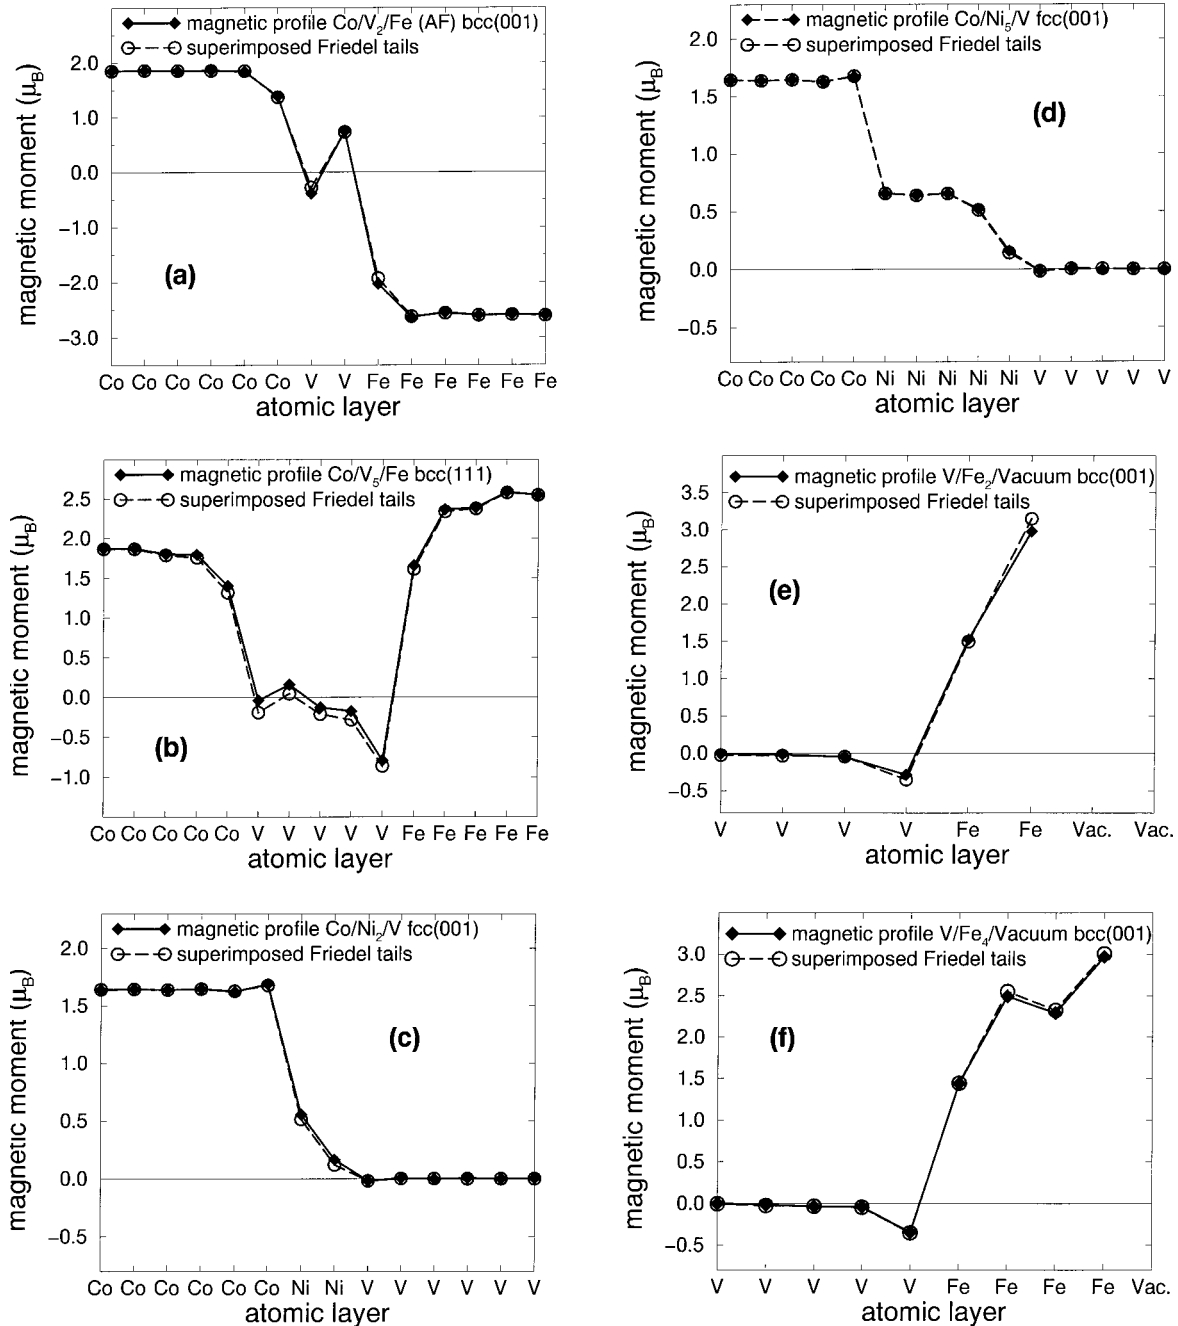 magnetic profile Co/V2/Fe (AF) bcc(001)
superimposed Friedel tails
magnetic moment (μB)
2.0
1.0
0.0
−1.0
−2.0
−3.0
(a)
Co Co Co Co Co Co V V Fe Fe Fe Fe Fe Fe
atomic layer
magnetic profile Co/V5/Fe bcc(111)
superimposed Friedel tails
magnetic moment (μB)
2.5
2.0
1.5
1.0
0.5
0.0
−0.5
−1.0
(b)
Co Co Co Co Co V V V V V Fe Fe Fe Fe Fe
atomic layer
magnetic profile Co/Ni2/V fcc(001)
superimposed Friedel tails
magnetic moment (μB)
2.0
1.5
1.0
0.5
0.0
−0.5
(c)
Co Co Co Co Co Co Ni Ni V V V V V V
atomic layer
magnetic profile Co/Ni5/V fcc(001)
superimposed Friedel tails
magnetic moment (μB)
2.0
1.5
1.0
0.5
0.0
−0.5
(d)
Co Co Co Co Co Ni Ni Ni Ni Ni V V V V V
atomic layer
magnetic profile V/Fe2/Vacuum bcc(001)
superimposed Friedel tails
magnetic moment (μB)
3.5
3.0
2.5
2.0
1.5
1.0
0.5
0.0
−0.5
(e)
V V V V Fe Fe Vac. Vac.
atomic layer
magnetic profile V/Fe4/Vacuum bcc(001)
superimposed Friedel tails
magnetic moment (μB)
3.0
2.5
2.0
1.5
1.0
0.5
0.0
−0.5
(f)
V V V V V Fe Fe Fe Fe Vac.
atomic layer